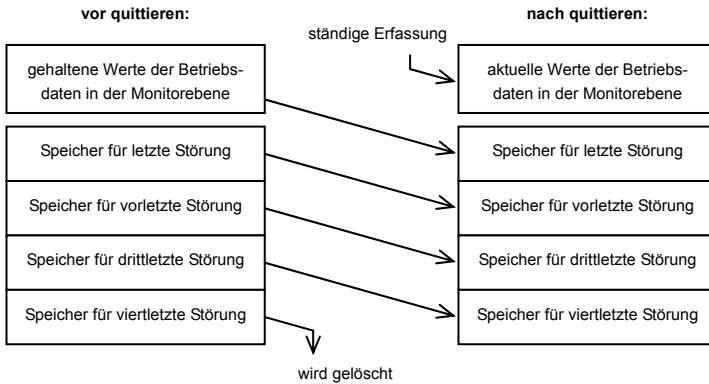 vor quittieren:
nach quittieren:
ständige Erfassung
gehaltene Werte der Betriebs-
daten in der Monitorebene
aktuelle Werte der Betriebs-
daten in der Monitorebene
Speicher für letzte Störung
Speicher für letzte Störung
Speicher für vorletzte Störung
Speicher für vorletzte Störung
Speicher für drittletzte Störung
Speicher für drittletzte Störung
Speicher für viertletzte Störung
Speicher für viertletzte Störung
wird gelöscht